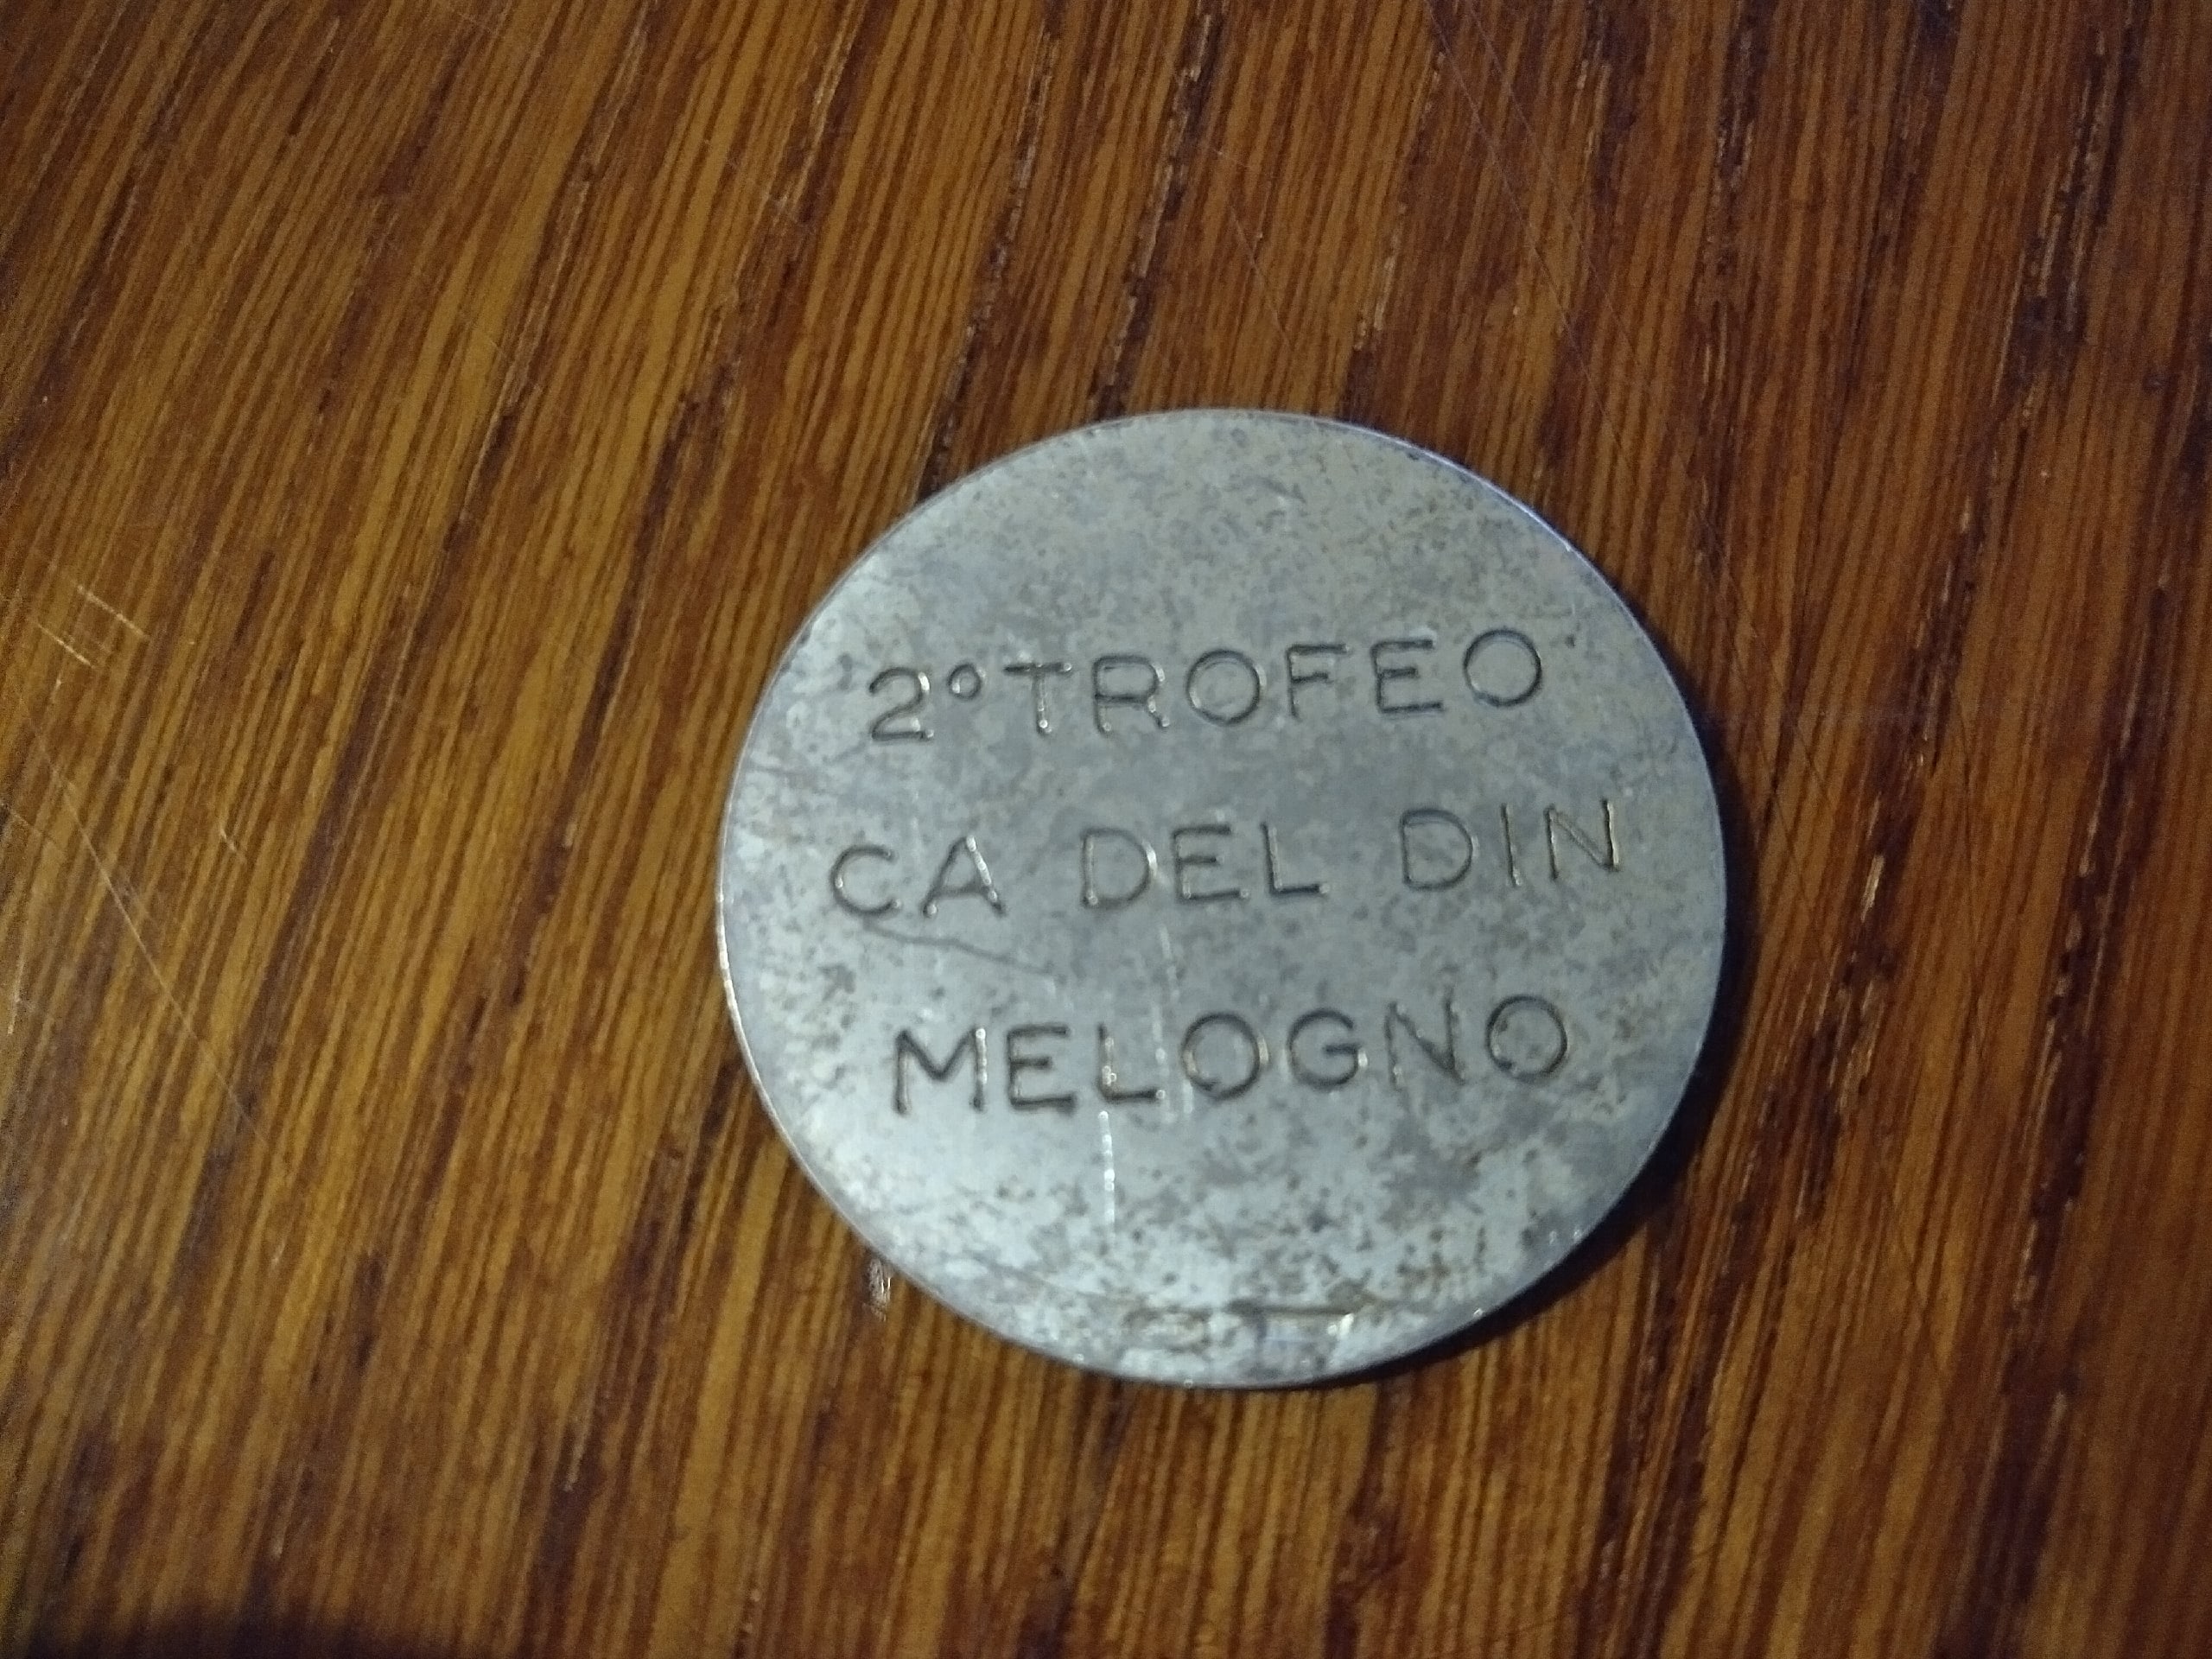 2° TROFEO
CA DEL DIN
MELOGNO